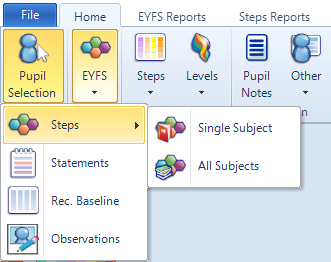 File Home EYFS Reports Steps Reports
Pupil Selection EYFS Steps Levels Pupil Notes Other
Steps
Statements
Rec. Baseline
Observations
Single Subject
All Subjects